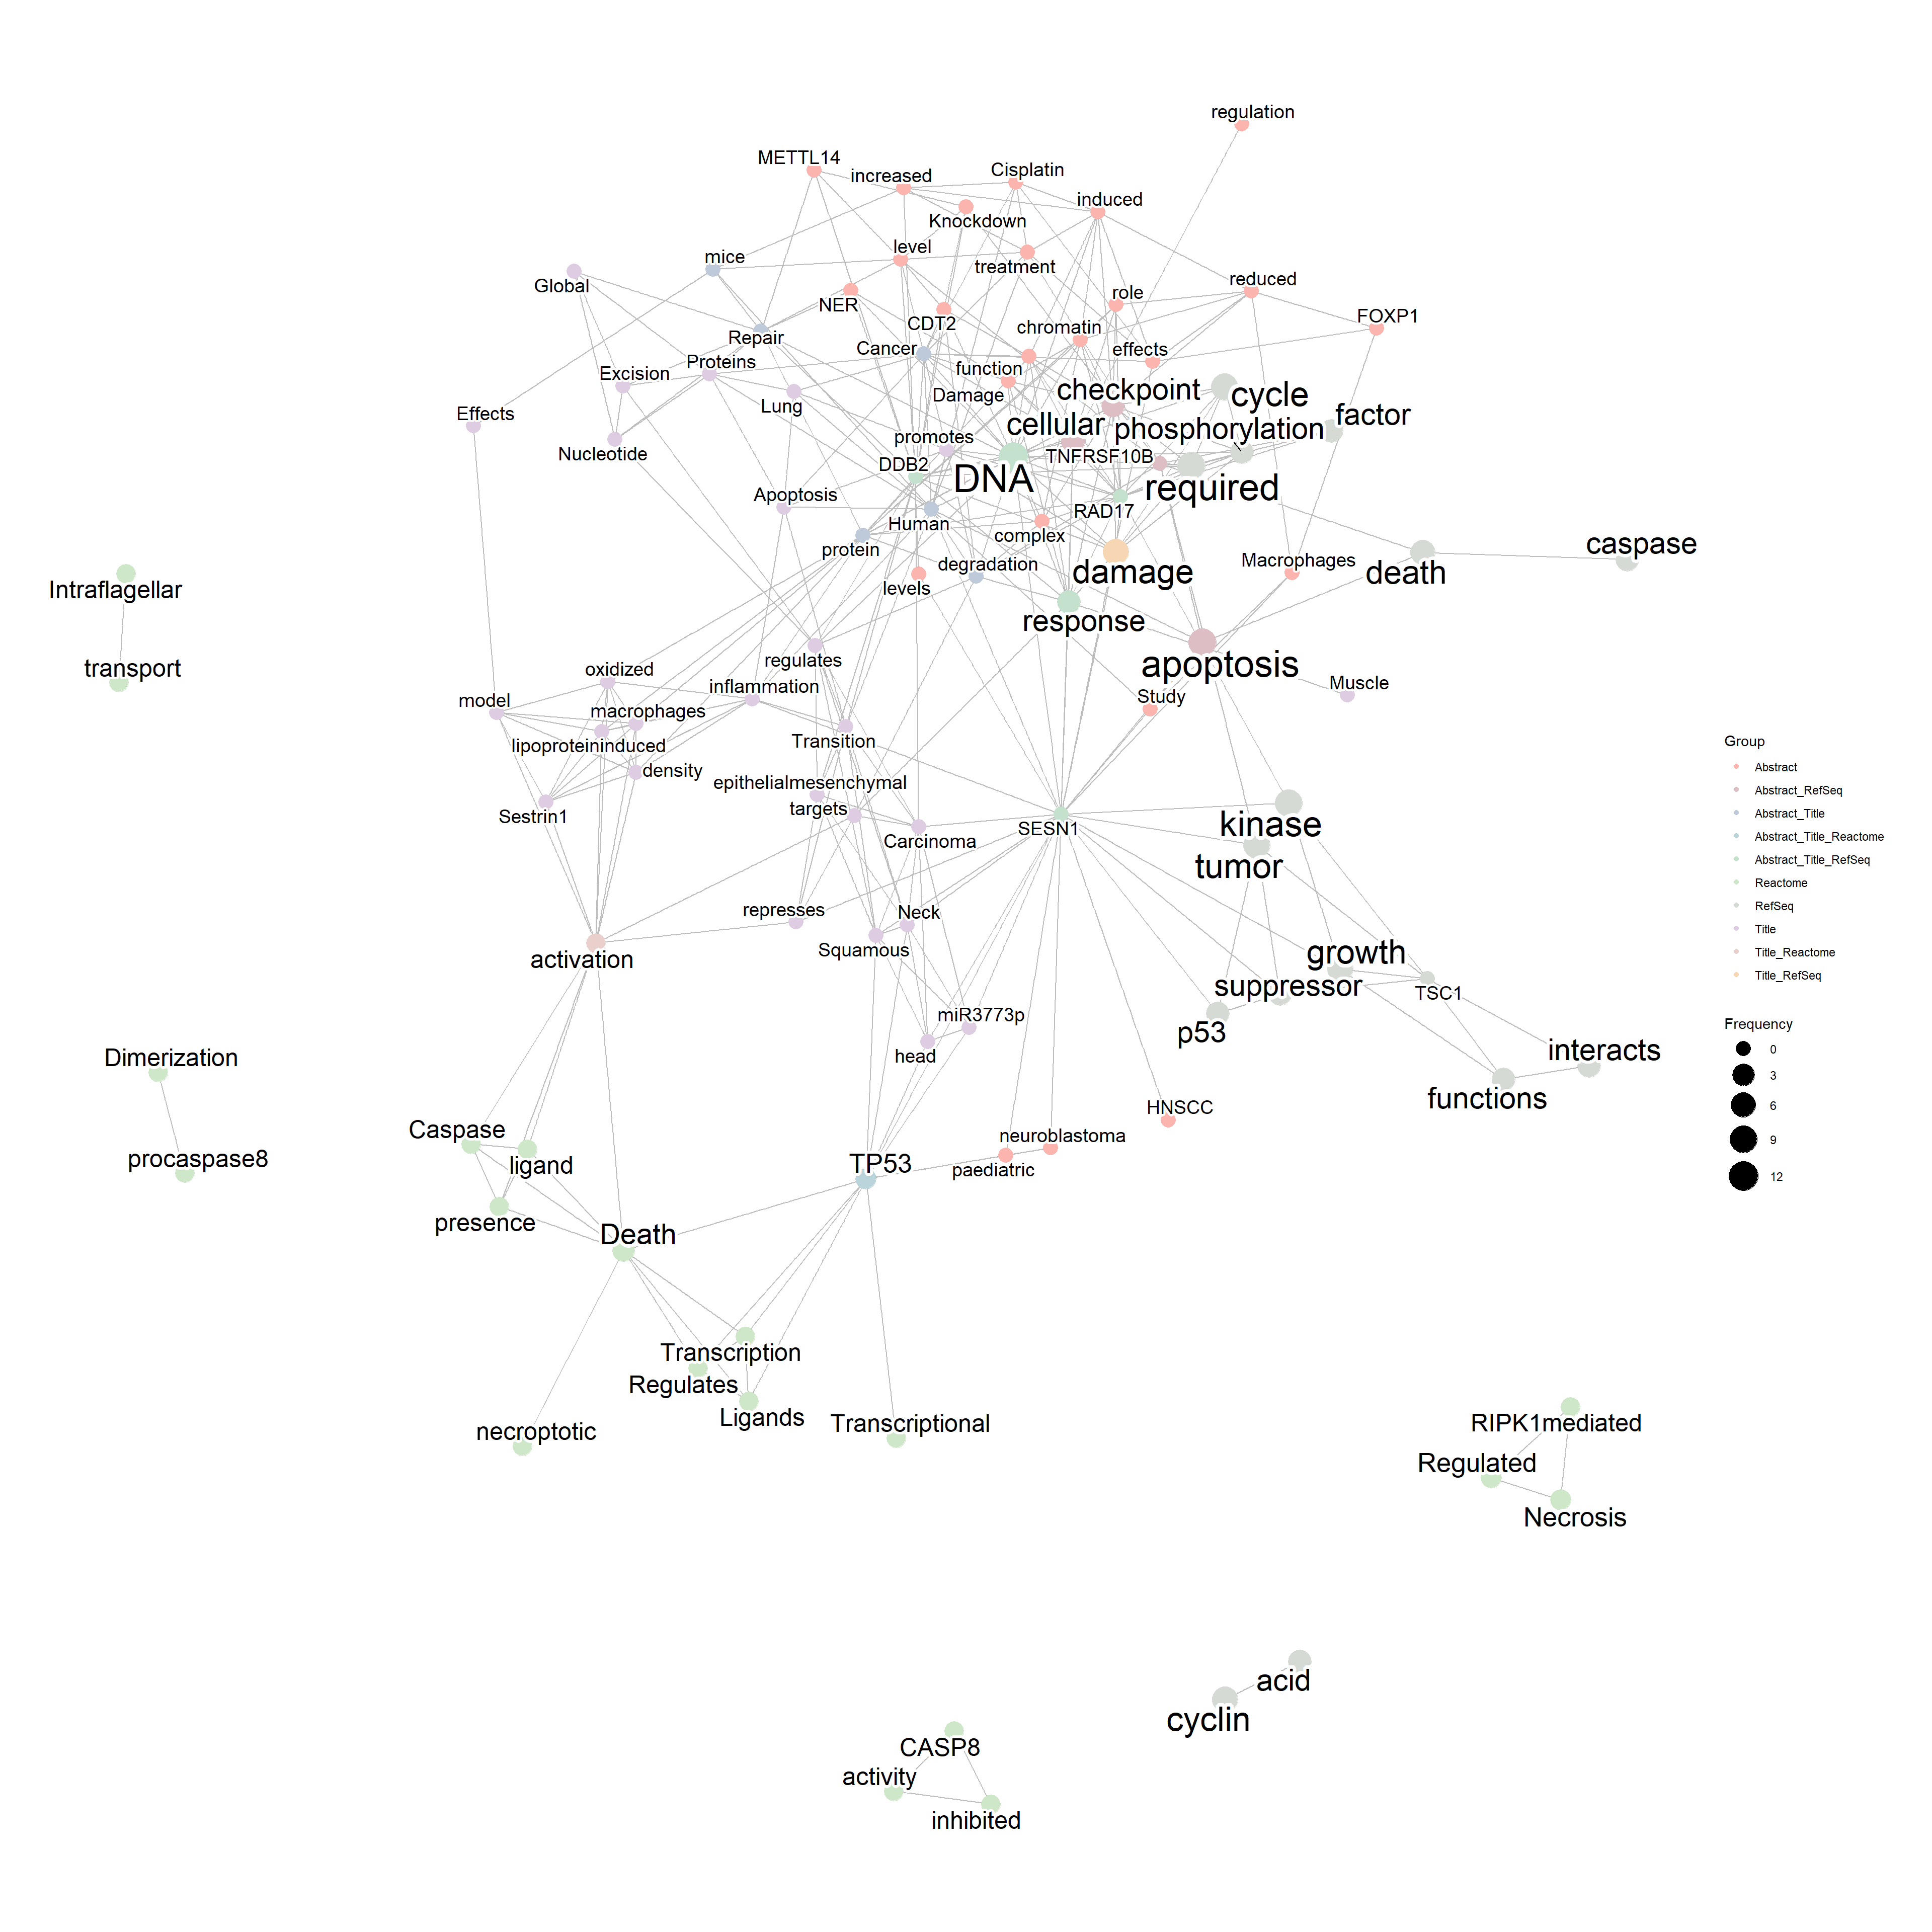 regulation
METTL14
Cisplatin
increased
induced
Knockdown
level
mice
treatment
reduced
Global
role
NER
FOXP1
CDT2
chromatin
Repair
Cancer
effects
Proteins
function
Excision
checkpoint
cycle
Damage
Lung
Effects
cellular
factor
phosphorylation
promotes
Nucleotide
TNFRSF10B
DDB2
DNA
required
Apoptosis
RAD17
Human
complex
protein
caspase
Macrophages
degradation
damage
death
levels
Intraflagellar
response
regulates
apoptosis
transport
oxidized
Muscle
inflammation
Study
model
macrophages
Transition
lipoproteininduced
density
epithelialmesenchymal
targets
Sestrin1
SESN1
kinase
Carcinoma
tumor
represses
Neck
Squamous
growth
activation
suppressor
TSC1
miR3773p
p53
head
interacts
Dimerization
functions
HNSCC
Caspase
neuroblastoma
procaspase8
ligand
TP53
paediatric
presence
Death
Transcription
Regulates
Ligands
Transcriptional
necroptotic
RIPK1mediated
Regulated
Necrosis
acid
cyclin
CASP8
activity
inhibited
Group
Abstract
Abstract_RefSeq
Abstract_Title
Abstract_Title_Reactome
Abstract_Title_RefSeq
Reactome
RefSeq
Title
Title_Reactome
Title_RefSeq
Frequency
0
3
6
9
12